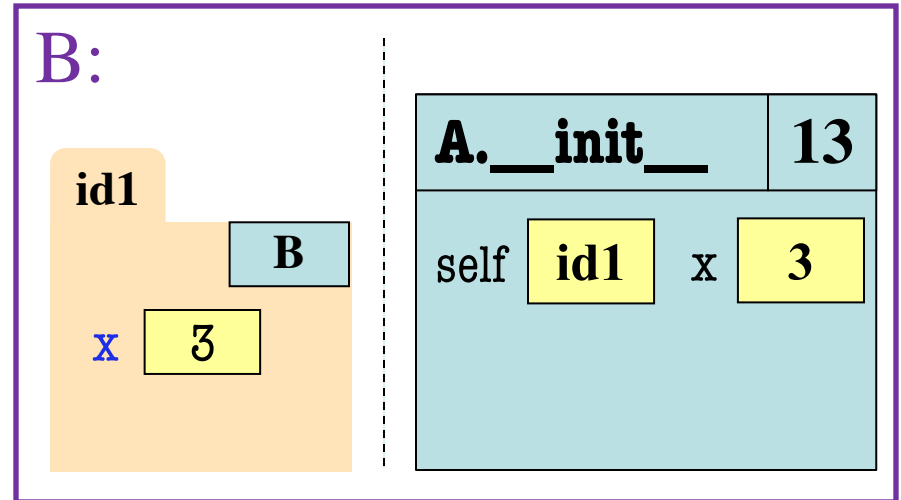 B:
id1
B
x 3
A.__init__ 13
self id1 x 3